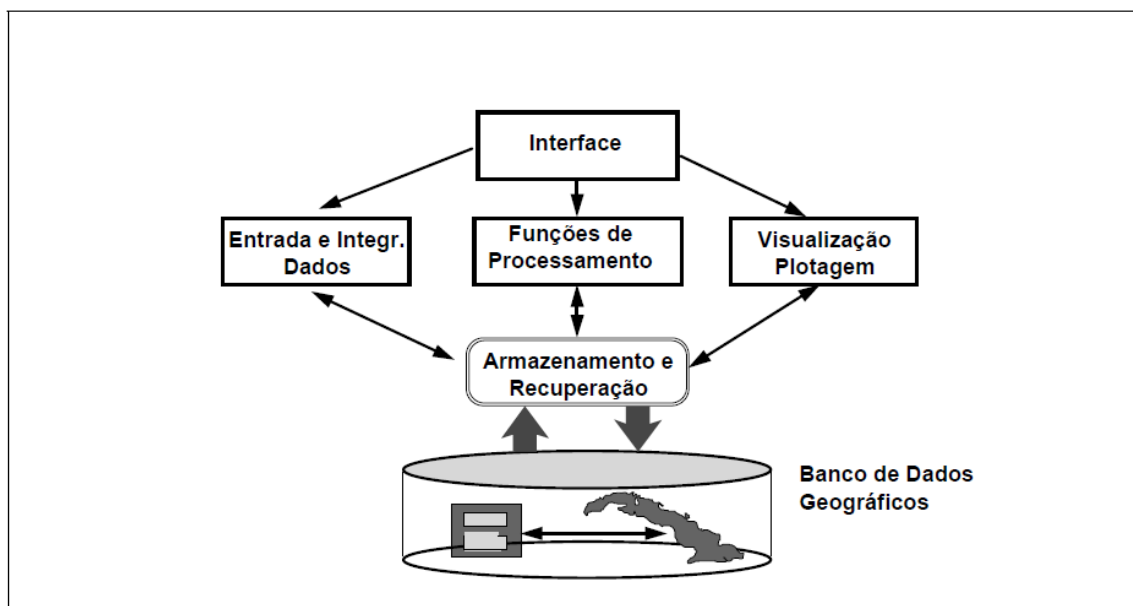 Interface
Entrada e Integr.
Dados
Funções de
Processamento
Visualização
Plotagem
Armazenamento e
Recuperação
Banco de Dados
Geográficos